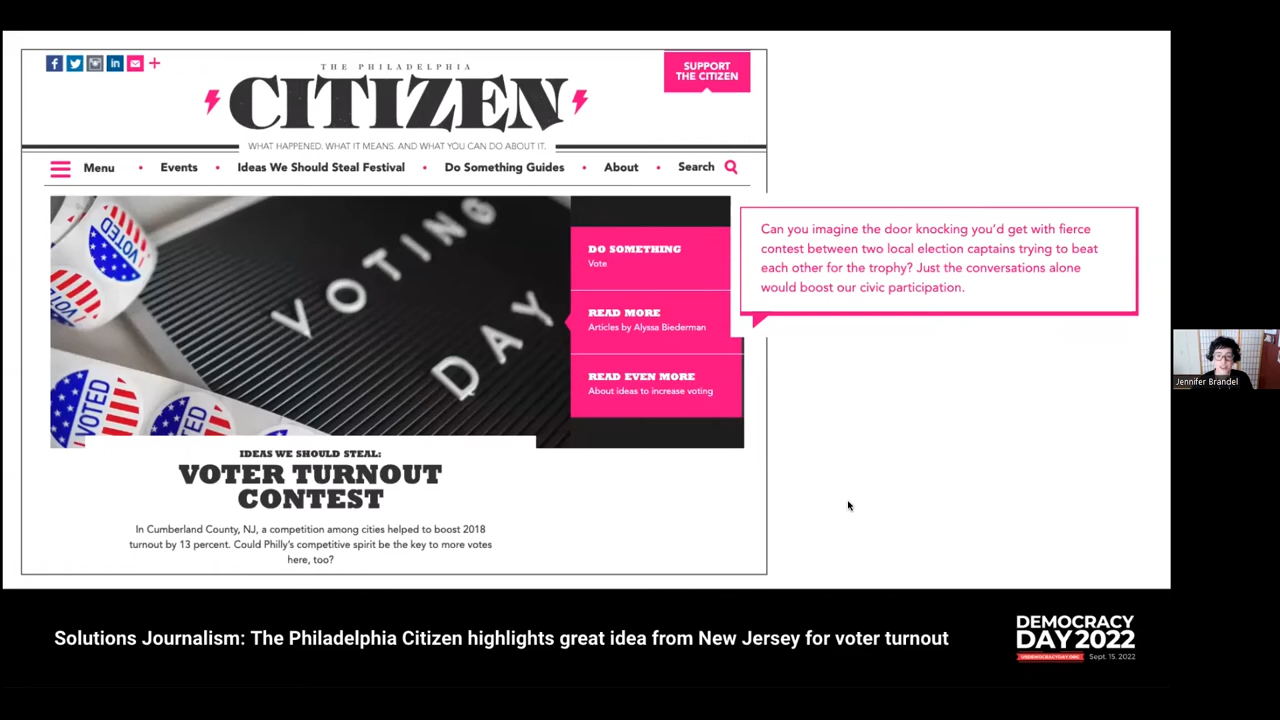 THE PHILADELPHIA
CITIZEN
SUPPORT
THE CITIZEN
WHAT HAPPENED. WHAT IT MEANS. AND WHAT YOU CAN DO ABOUT IT.
Menu • Events • Ideas We Should Steal Festival • Do Something Guides • About • Search
VOTING
DAY
VOTED
VOTED
VOTED
VOTED
DO SOMETHING
Vote
READ MORE
Articles by Alyssa Biederman
READ EVEN MORE
About ideas to increase voting
Can you imagine the door knocking you’d get with fierce
contest between two local election captains trying to beat
each other for the trophy? Just the conversations alone
would boost our civic participation.
IDEAS WE SHOULD STEAL:
VOTER TURNOUT
CONTEST
In Cumberland County, NJ, a competition among cities helped to boost 2018
turnout by 13 percent. Could Philly’s competitive spirit be the key to more votes
here, too?
Jennifer Brandel
Solutions Journalism: The Philadelphia Citizen highlights great idea from New Jersey for voter turnout
DEMOCRACY
DAY 2022
USDEMOCRACYDAY.ORG Sept. 15, 2022